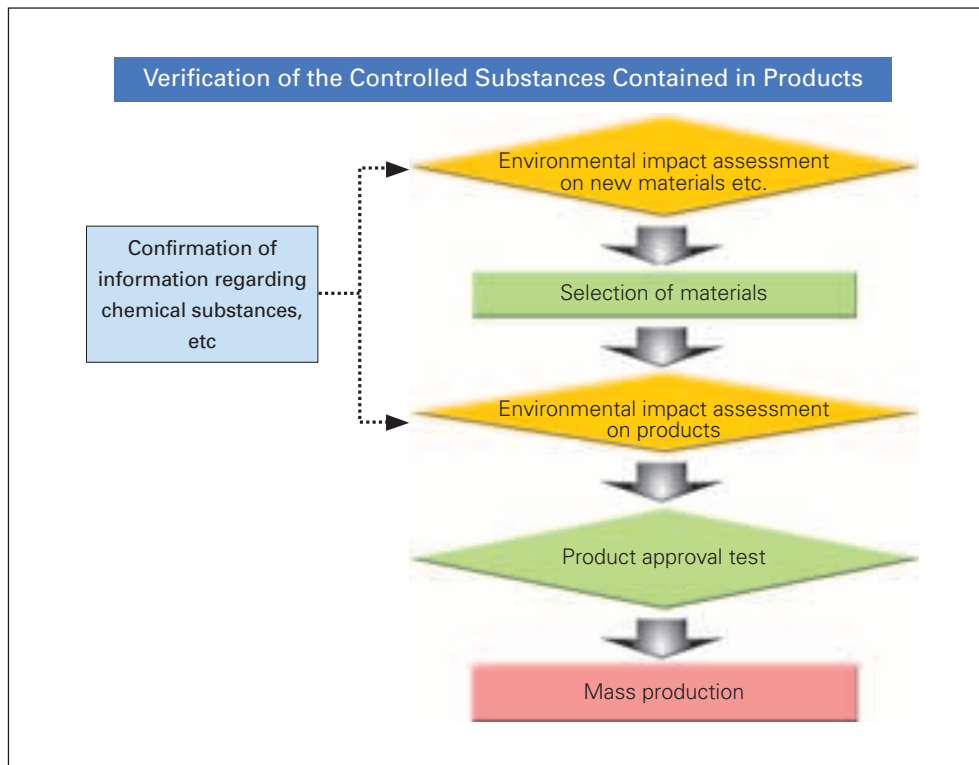 Verification of the Controlled Substances Contained in Products
Environmental impact assessment
on new materials etc.
Confirmation of
information regarding
chemical substances,
etc
Selection of materials
Environmental impact assessment
on products
Product approval test
Mass production